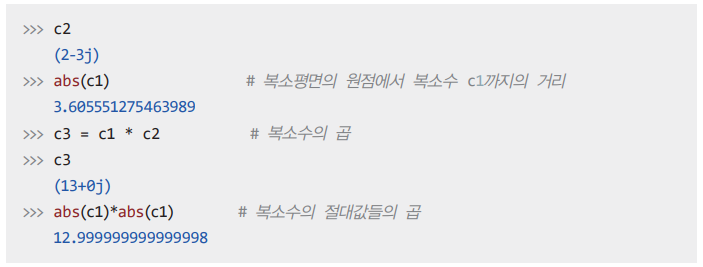 >>> c2
(2-3j)
>>> abs(c1) # 복소평면의 원점에서 복소수 c1까지의 거리
3.605551275463989
>>> c3 = c1 * c2 # 복소수의 곱
>>> c3
(13+0j)
>>> abs(c1)*abs(c1) # 복소수의 절대값들의 곱
12.999999999999998